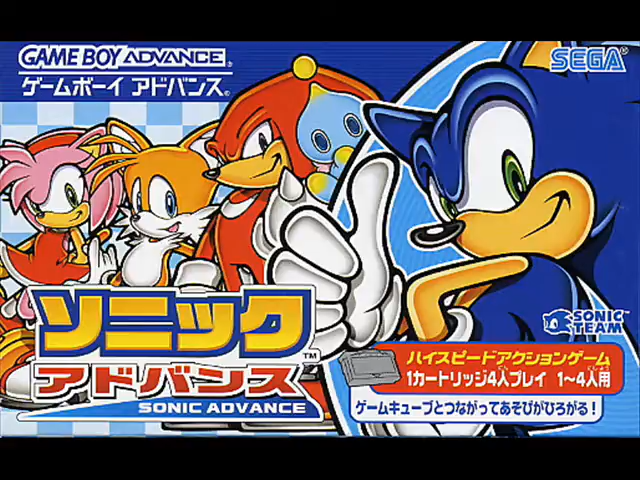 GAME BOY ADVANCE
ゲームボーイ アドバンス
SEGA
ソニック
アドバンス
SONIC ADVANCE
TM
SONIC TEAM
ハイスピードアクションゲーム
1カートリッジ4人プレイ 1〜4人用
ゲームキューブとつながってあそびがひろがる!